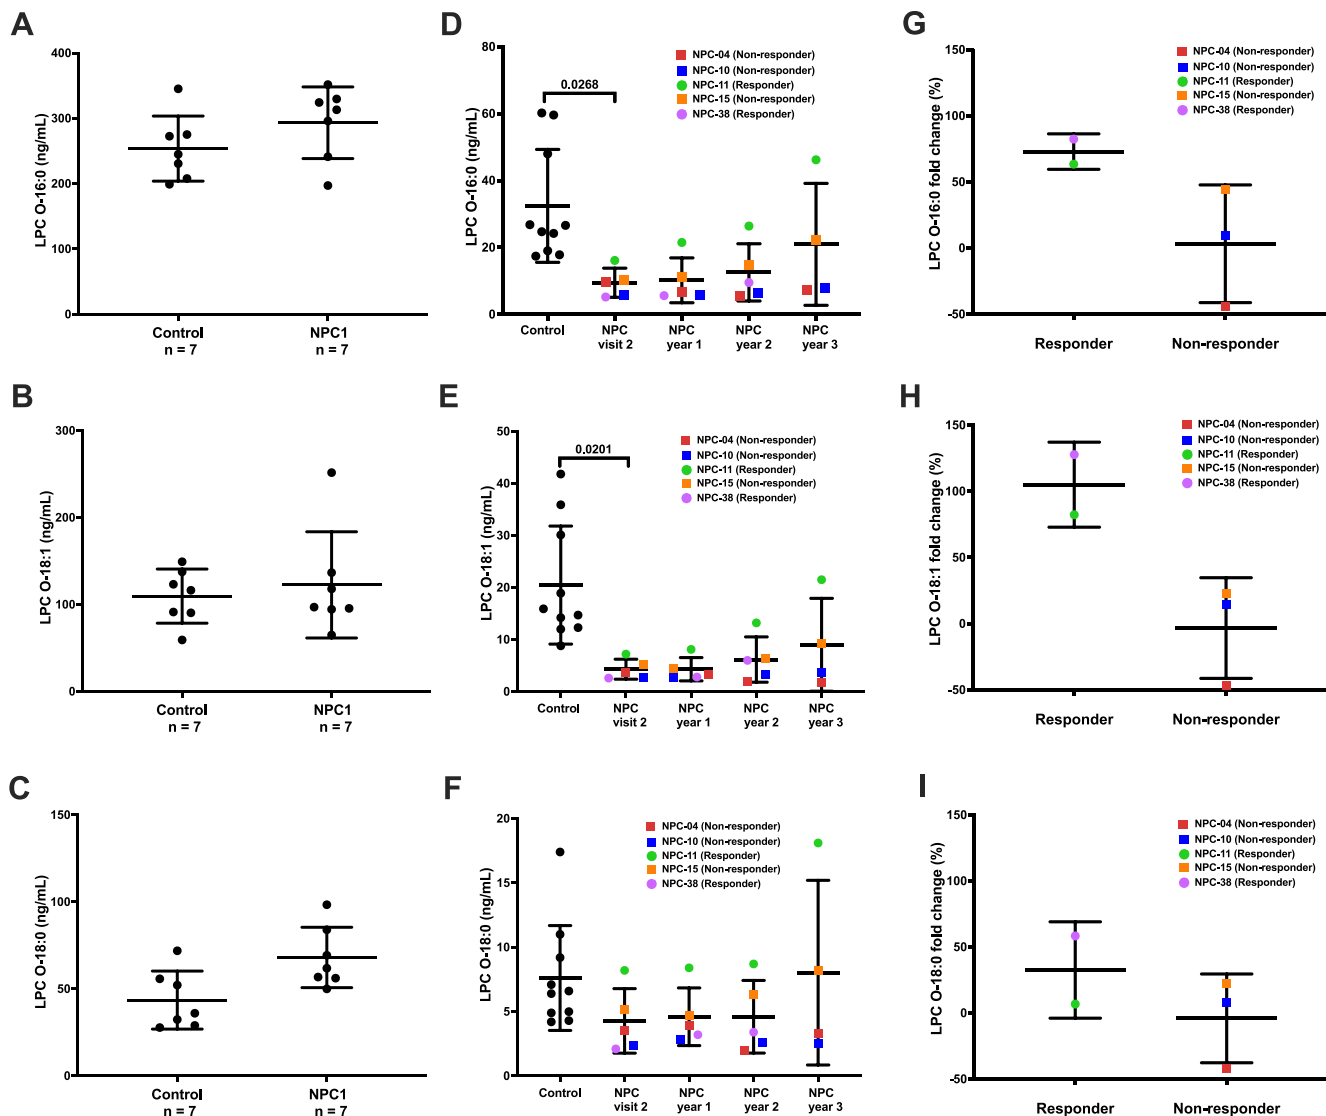 A
LPC O-16:0 (ng/mL)
400
300
200
100
0
Control
n = 7
NPC1
n = 7
D
LPC O-16:0 (ng/mL)
80
60
40
20
0
0.0268
NPC-04 (Non-responder)
NPC-10 (Non-responder)
NPC-11 (Responder)
NPC-15 (Non-responder)
NPC-38 (Responder)
Control
NPC
visit 2
NPC
year 1
NPC
year 2
NPC
year 3
G
LPC O-16:0 fold change (%)
150
100
50
0
-50
NPC-04 (Non-responder)
NPC-10 (Non-responder)
NPC-11 (Responder)
NPC-15 (Non-responder)
NPC-38 (Responder)
Responder
Non-responder
B
LPC O-18:1 (ng/mL)
300
200
100
0
Control
n = 7
NPC1
n = 7
E
LPC O-18:1 (ng/mL)
50
40
30
20
10
0
0.0201
NPC-04 (Non-responder)
NPC-10 (Non-responder)
NPC-11 (Responder)
NPC-15 (Non-responder)
NPC-38 (Responder)
Control
NPC
visit 2
NPC
year 1
NPC
year 2
NPC
year 3
H
LPC O-18:1 fold change (%)
150
100
50
0
-50
NPC-04 (Non-responder)
NPC-10 (Non-responder)
NPC-11 (Responder)
NPC-15 (Non-responder)
NPC-38 (Responder)
Responder
Non-responder
C
LPC O-18:0 (ng/mL)
150
100
50
0
Control
n = 7
NPC1
n = 7
F
LPC O-18:0 (ng/mL)
20
15
10
5
0
NPC-04 (Non-responder)
NPC-10 (Non-responder)
NPC-11 (Responder)
NPC-15 (Non-responder)
NPC-38 (Responder)
Control
NPC
visit 2
NPC
year 1
NPC
year 2
NPC
year 3
I
LPC O-18:0 fold change (%)
150
100
50
0
-50
NPC-04 (Non-responder)
NPC-10 (Non-responder)
NPC-11 (Responder)
NPC-15 (Non-responder)
NPC-38 (Responder)
Responder
Non-responder